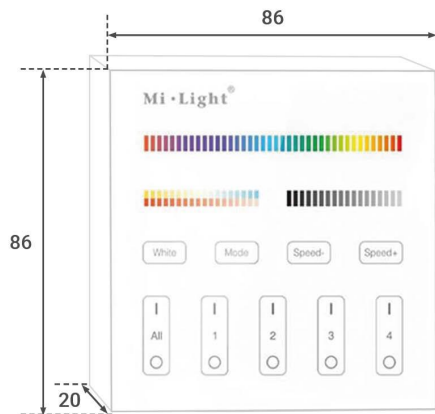 86
Mi·Light®
86
White Mode Speed- Speed+
I I I I I
All 1 2 3 4
O O O O O
20